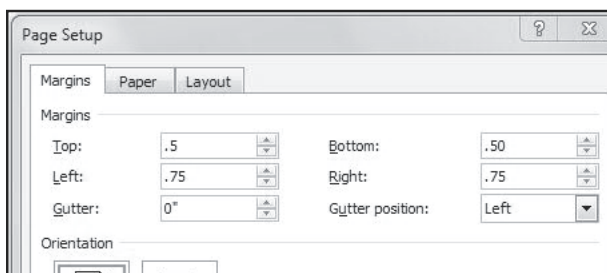 Page Setup
Margins Paper Layout
Margins
Top: .5 Bottom: .50
Left: .75 Right: .75
Gutter: 0" Gutter position: Left
Orientation